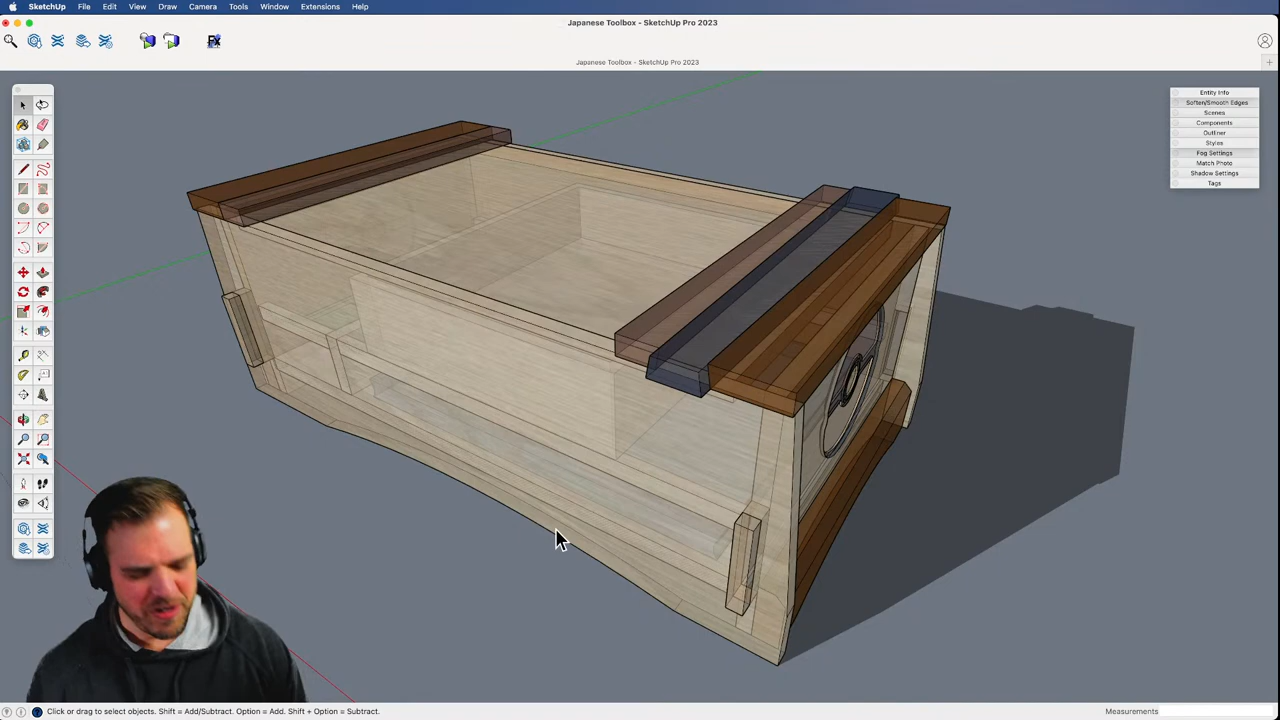 SketchUp File Edit View Draw Camera Tools Window Extensions Help
Japanese Toolbox - SketchUp Pro 2023
Japanese Toolbox - SketchUp Pro 2023
Entity Info
Soften/Smooth Edges
Scenes
Components
Outliner
Styles
Fog Settings
Match Photo
Shadow Settings
Tags
Click or drag to select objects. Shift = Add/Subtract. Option = Add. Shift + Option = Subtract.
Measurements